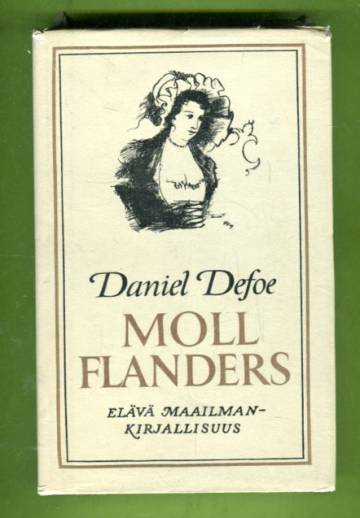 Daniel Defoe
MOLL
FLANDERS
ELÄVÄ MAAILMAN-
KIRJALLISUUS